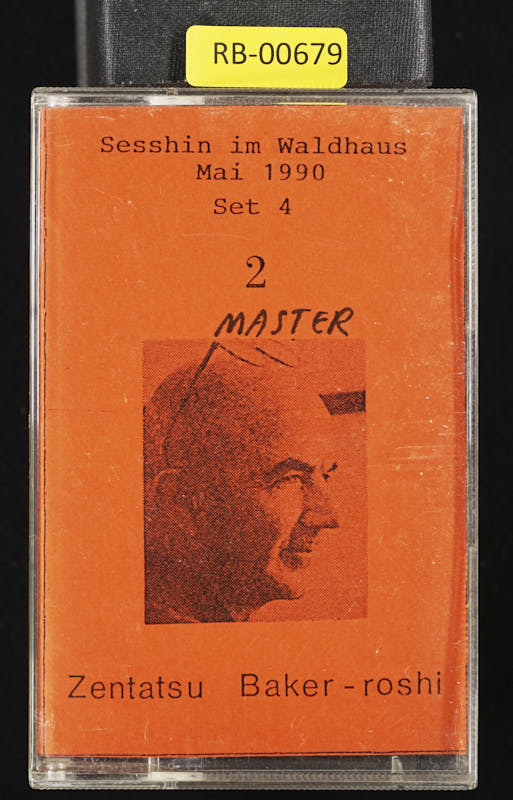 RB-00679
Sesshin im Waldhaus
Mai 1990
Set 4
2
MASTER
Zentatsu Baker-roshi